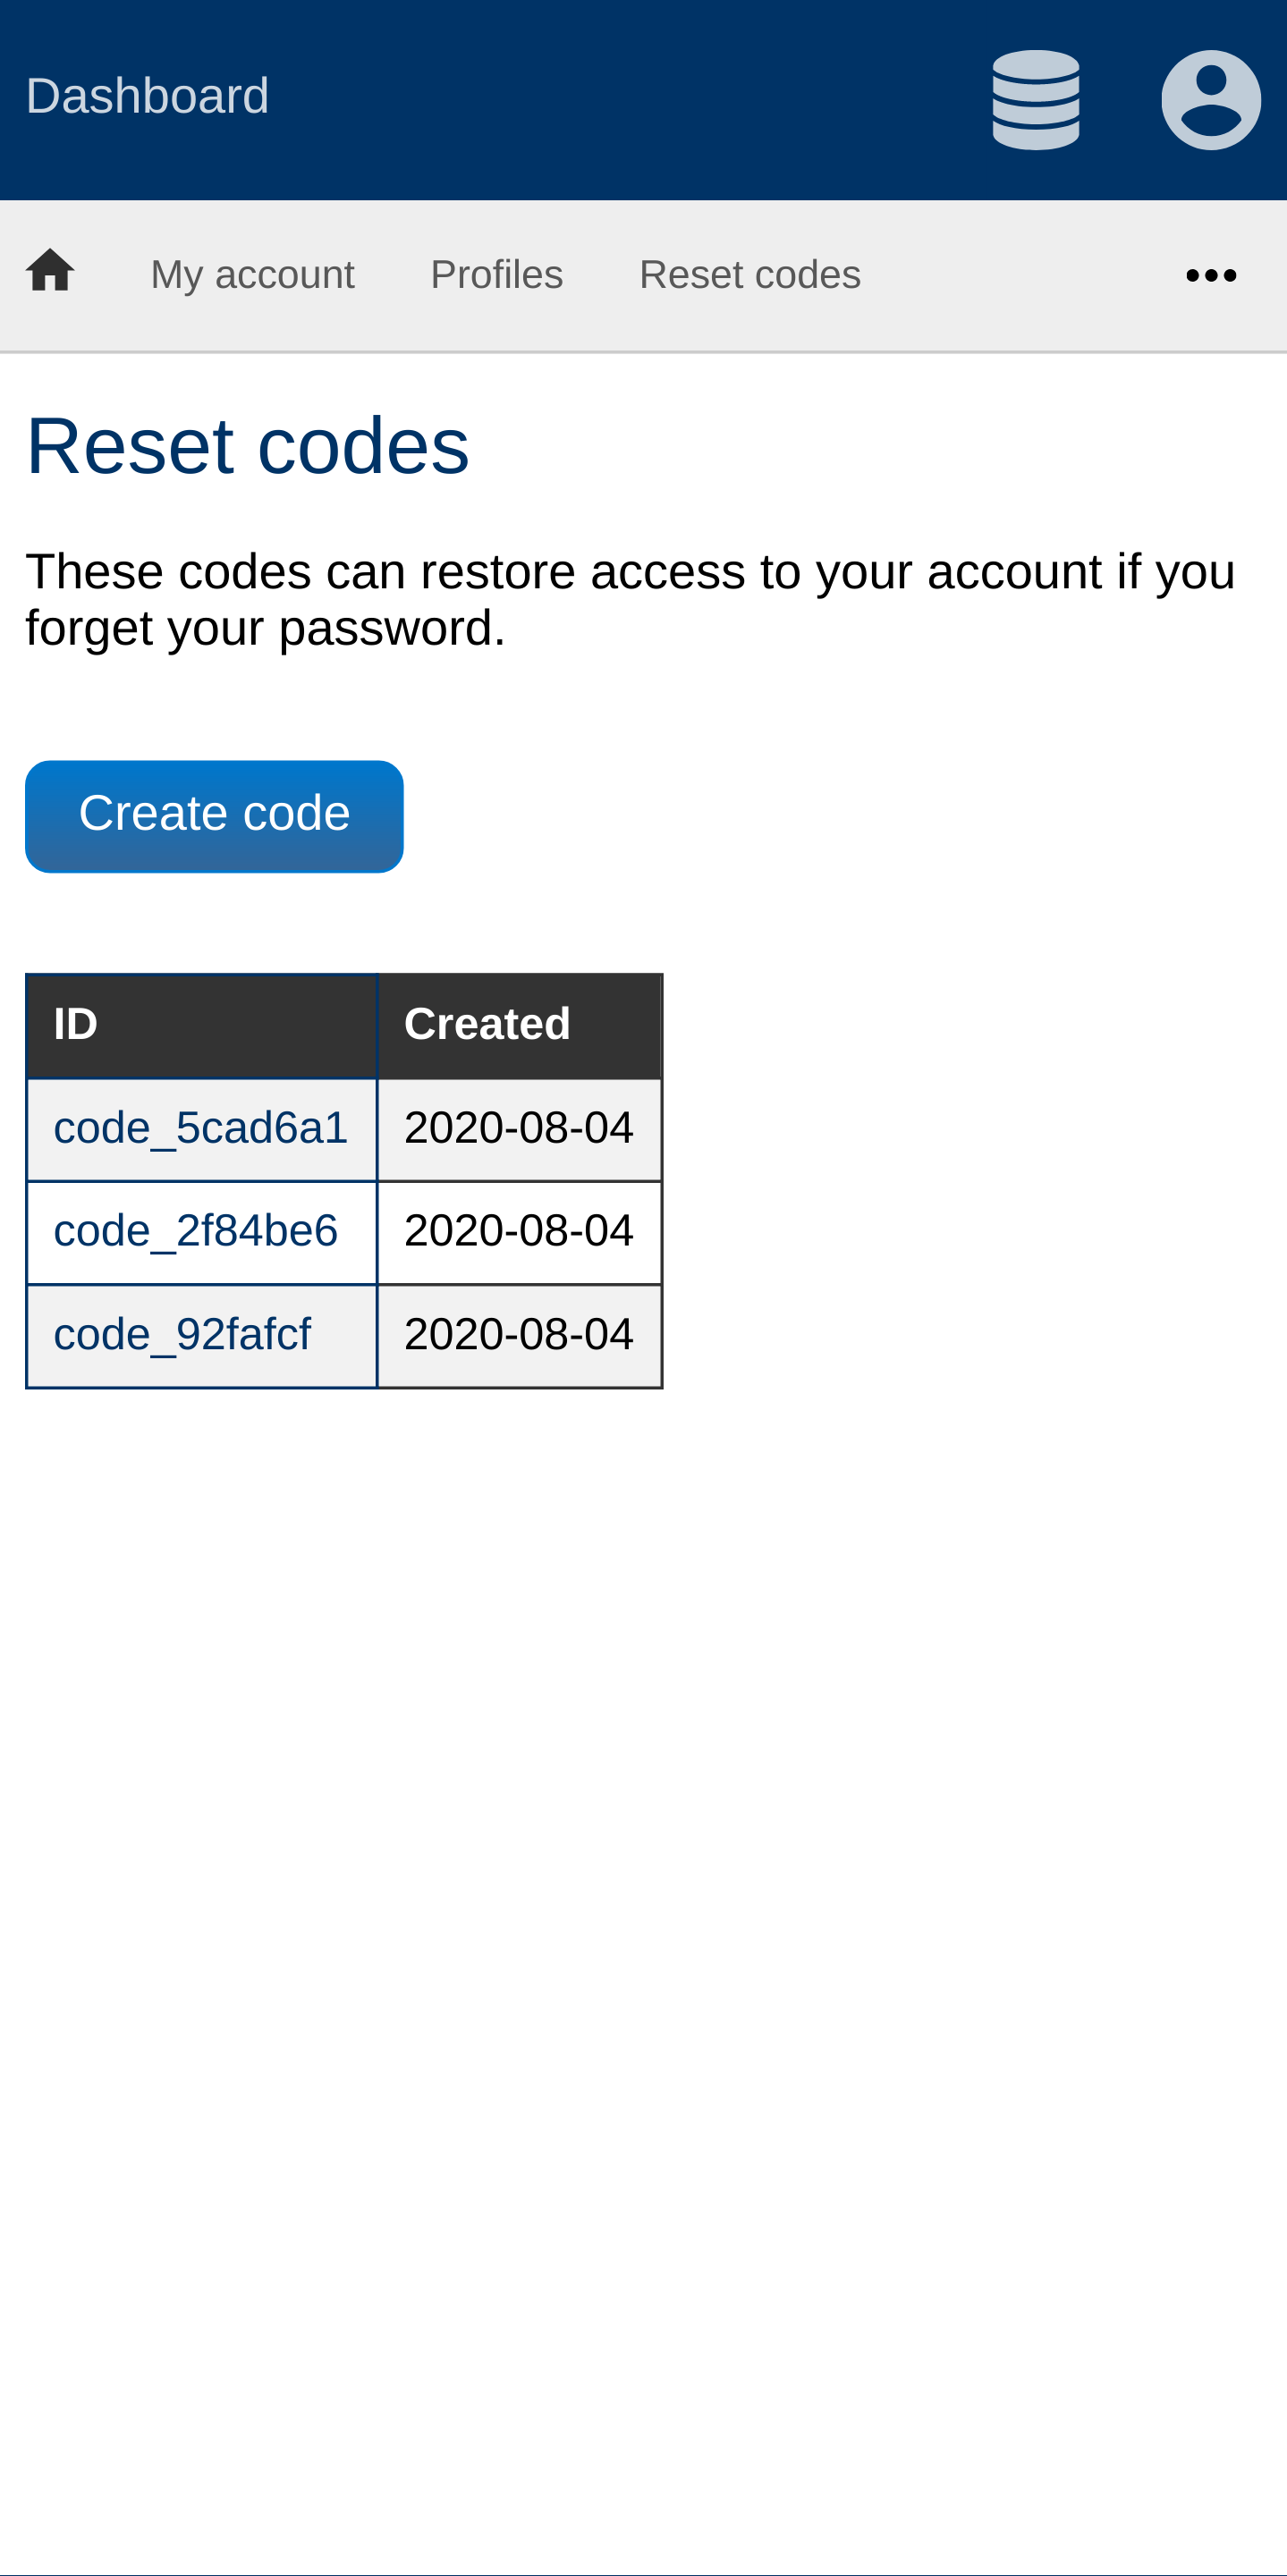 Dashboard
My account Profiles Reset codes
Reset codes
These codes can restore access to your account if you
forget your password.
Create code
ID Created
code_5cad6a1 2020-08-04
code_2f84be6 2020-08-04
code_92fafcf 2020-08-04